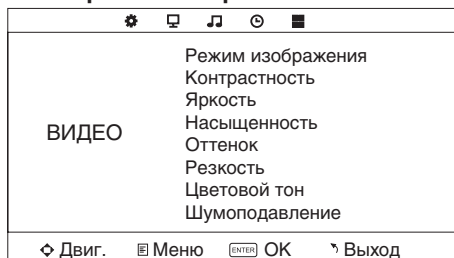 ВИДЕО
Режим изображения
Контрастность
Яркость
Насыщенность
Оттенок
Резкость
Цветовой тон
Шумоподавление
Двиг. Меню ENTER OK Выход